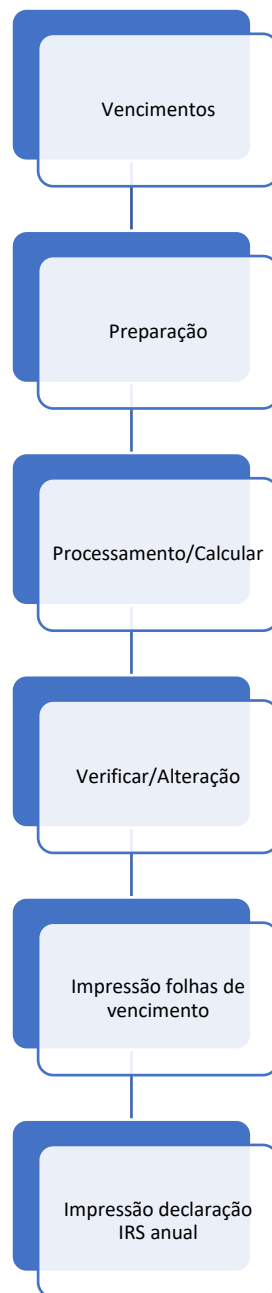 Vencimentos
Preparação
Processamento/Calcular
Verificar/Alteração
Impressão folhas de
vencimento
Impressão declaração
IRS anual